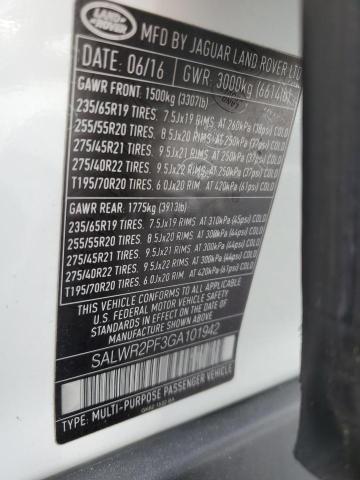 LAND ROVER
MFD BY JAGUAR LAND ROVER LTD
DATE: 06/16 GWR: 3000kg (6614lb)
GAWR FRONT: 1500kg (3307lb)
235/65R19 TIRES 7.5Jx19 RIMS AT 260kPa (38psi) COLD
255/55R20 TIRES 8.5Jx20 RIMS AT 250kPa (37psi) COLD
275/45R21 TIRES 9.5Jx21 RIMS AT 250kPa (37psi) COLD
275/40R22 TIRES 9.5Jx22 RIMS AT 250kPa (37psi) COLD
T195/70R20 TIRES 6.0Jx20 RIM AT 420kPa (61psi) COLD
GAWR REAR: 1775kg (3913lb)
235/65R19 TIRES 7.5Jx19 RIMS AT 310kPa (45psi) COLD
255/55R20 TIRES 8.5Jx20 RIMS AT 300kPa (44psi) COLD
275/45R21 TIRES 9.5Jx21 RIMS AT 300kPa (44psi) COLD
275/40R22 TIRES 9.5Jx22 RIMS AT 300kPa (44psi) COLD
T195/70R20 TIRES 6.0Jx20 RIM AT 420kPa (61psi) COLD
THIS VEHICLE CONFORMS TO ALL APPLICABLE
U.S. FEDERAL MOTOR VEHICLE SAFETY
STANDARDS IN EFFECT ON THE DATE OF
MANUFACTURE SHOWN ABOVE
SALWR2PF3GA101942
TYPE: MULTI-PURPOSE PASSENGER VEHICLE